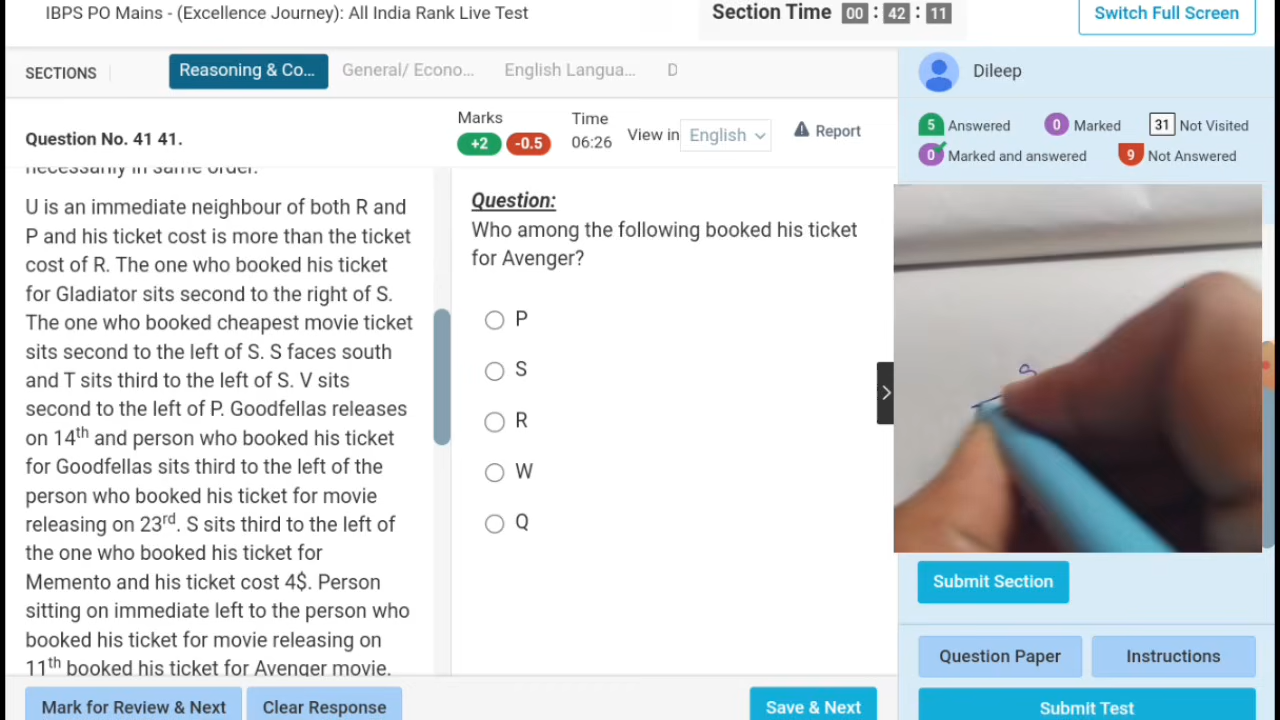 IBPS PO Mains - (Excellence Journey): All India Rank Live Test
Section Time 00 : 42 : 11
Switch Full Screen
SECTIONS
Reasoning & Co...
General/ Econo...
English Langua...
D
Dileep
Question No. 41 41.
Marks
+2 -0.5
Time
06:26
View in English
Report
5 Answered
0 Marked
31 Not Visited
0 Marked and answered
9 Not Answered
necessarily in same order.
U is an immediate neighbour of both R and
P and his ticket cost is more than the ticket
cost of R. The one who booked his ticket
for Gladiator sits second to the right of S.
The one who booked cheapest movie ticket
sits second to the left of S. S faces south
and T sits third to the left of S. V sits
second to the left of P. Goodfellas releases
on 14th and person who booked his ticket
for Goodfellas sits third to the left of the
person who booked his ticket for movie
releasing on 23rd. S sits third to the left of
the one who booked his ticket for
Memento and his ticket cost 4$. Person
sitting on immediate left to the person who
booked his ticket for movie releasing on
11th booked his ticket for Avenger movie.
Question:
Who among the following booked his ticket
for Avenger?
P
S
R
W
Q
Submit Section
Question Paper
Instructions
Mark for Review & Next
Clear Response
Save & Next
Submit Test